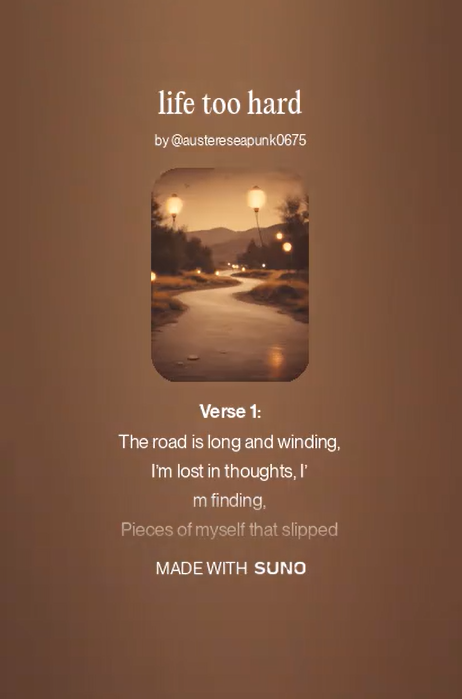 life too hard
by @austereseapunk0675
Verse 1:
The road is long and winding,
I'm lost in thoughts, I'
m finding,
Pieces of myself that slipped
MADE WITH SUNO